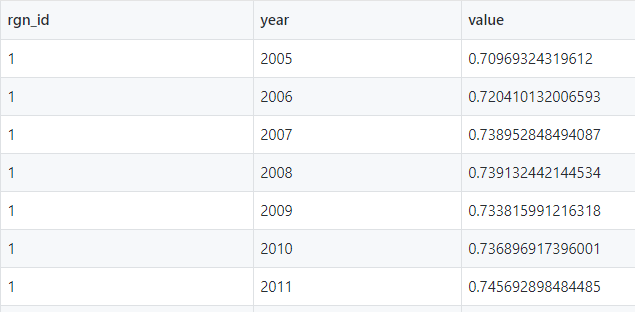 rgn_id year value
1 2005 0.70969324319612
1 2006 0.720410132006593
1 2007 0.738952848494087
1 2008 0.739132442144534
1 2009 0.733815991216318
1 2010 0.736896917396001
1 2011 0.745692898484485